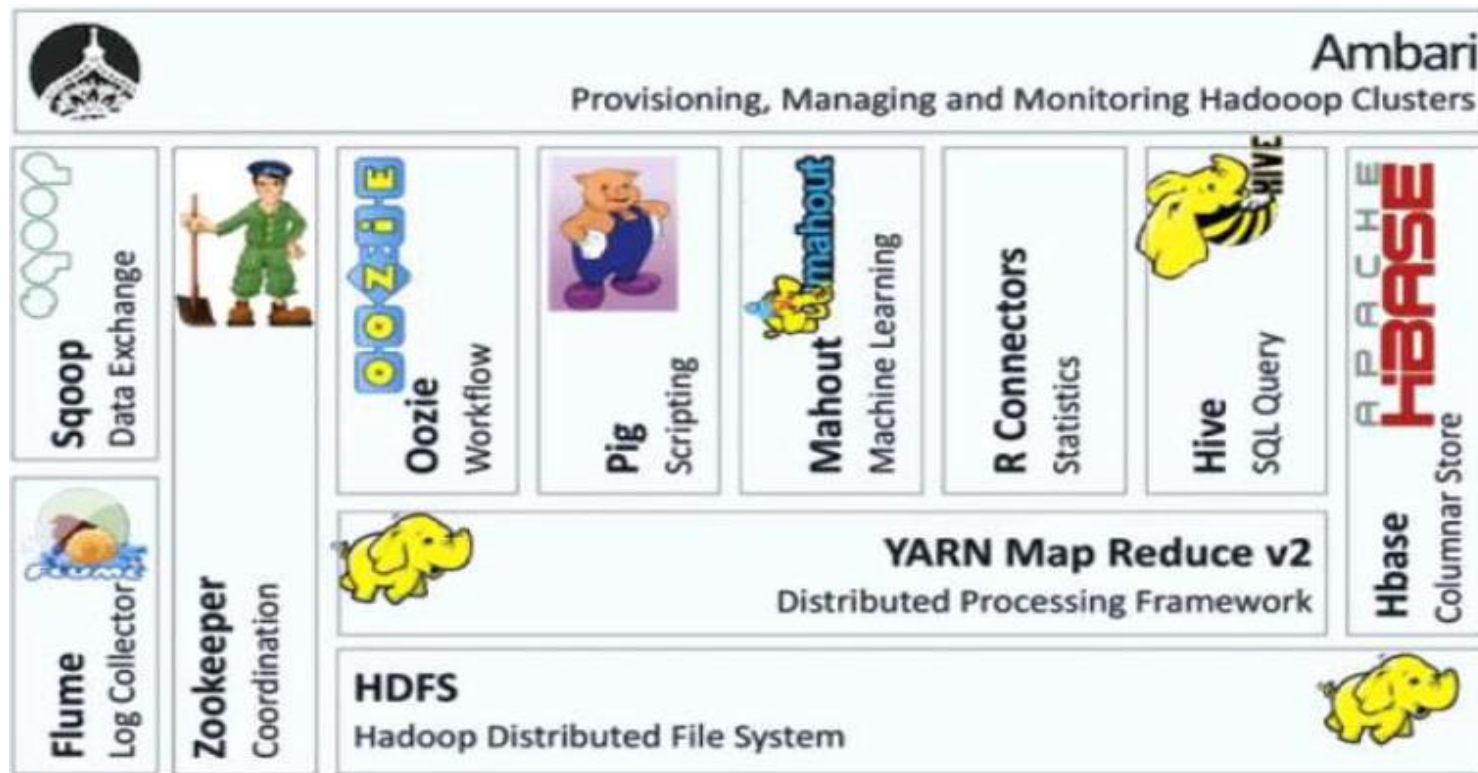 Ambari
Provisioning, Managing and Monitoring Hadooop Clusters
sqoop
Sqoop
Data Exchange
Flume
Flume
Log Collector
Zookeeper
Coordination
OOZiE
Oozie
Workflow
Pig
Scripting
mahout
Mahout
Machine Learning
R Connectors
Statistics
HIVE
Hive
SQL Query
APACHE
HBASE
Hbase
Columnar Store
YARN Map Reduce v2
Distributed Processing Framework
HDFS
Hadoop Distributed File System